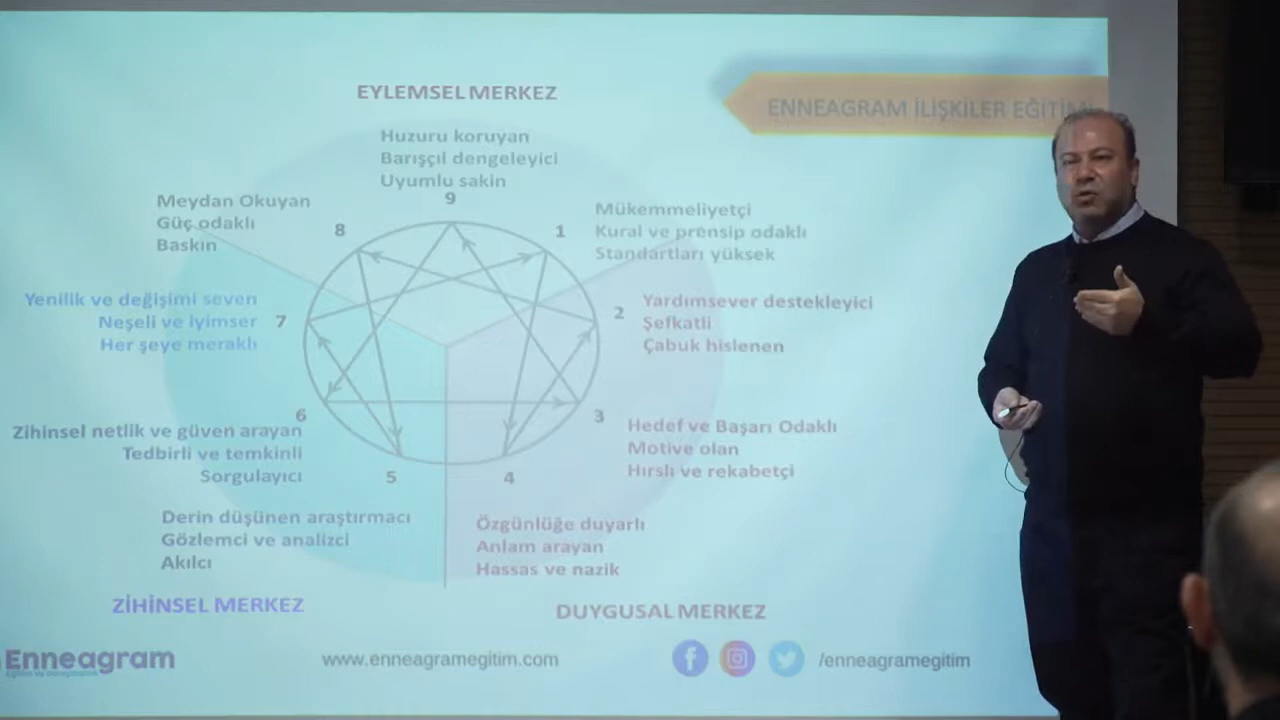 EYLEMSEL MERKEZ
ENNEAGRAM İLİŞKİLER EĞİTİMİ
Huzuru koruyan
Barışçıl dengeleyici
Uyumlu sakin
9
Meydan Okuyan
Güç odaklı
Baskın
8
1
Mükemmeliyetçi
Kural ve prensip odaklı
Standartları yüksek
Yenilik ve değişimi seven
Neşeli ve iyimser
Her şeye meraklı
7
2
Yardımsever destekleyici
Şefkatli
Çabuk hislenen
6
Zihinsel netlik ve güven arayan
Tedbirli ve temkinli
Sorgulayıcı
3
Hedef ve Başarı Odaklı
Motive olan
Hırslı ve rekabetçi
5
4
Derin düşünen araştırmacı
Gözlemci ve analizci
Akılcı
Özgünlüğe duyarlı
Anlam arayan
Hassas ve nazik
ZİHİNSEL MERKEZ
DUYGUSAL MERKEZ
Enneagram
www.enneagramegitim.com
/enneagramegitim